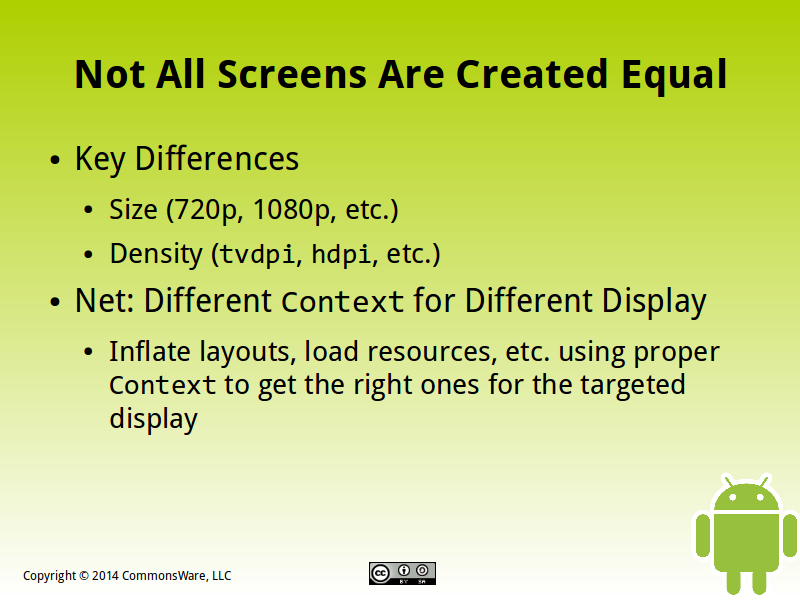 Not All Screens Are Created Equal
• Key Differences
• Size (720p, 1080p, etc.)
• Density (tvdpi, hdpi, etc.)
• Net: Different Context for Different Display
• Inflate layouts, load resources, etc. using proper
Context to get the right ones for the targeted
display
Copyright © 2014 CommonsWare, LLC
cc
BY SA